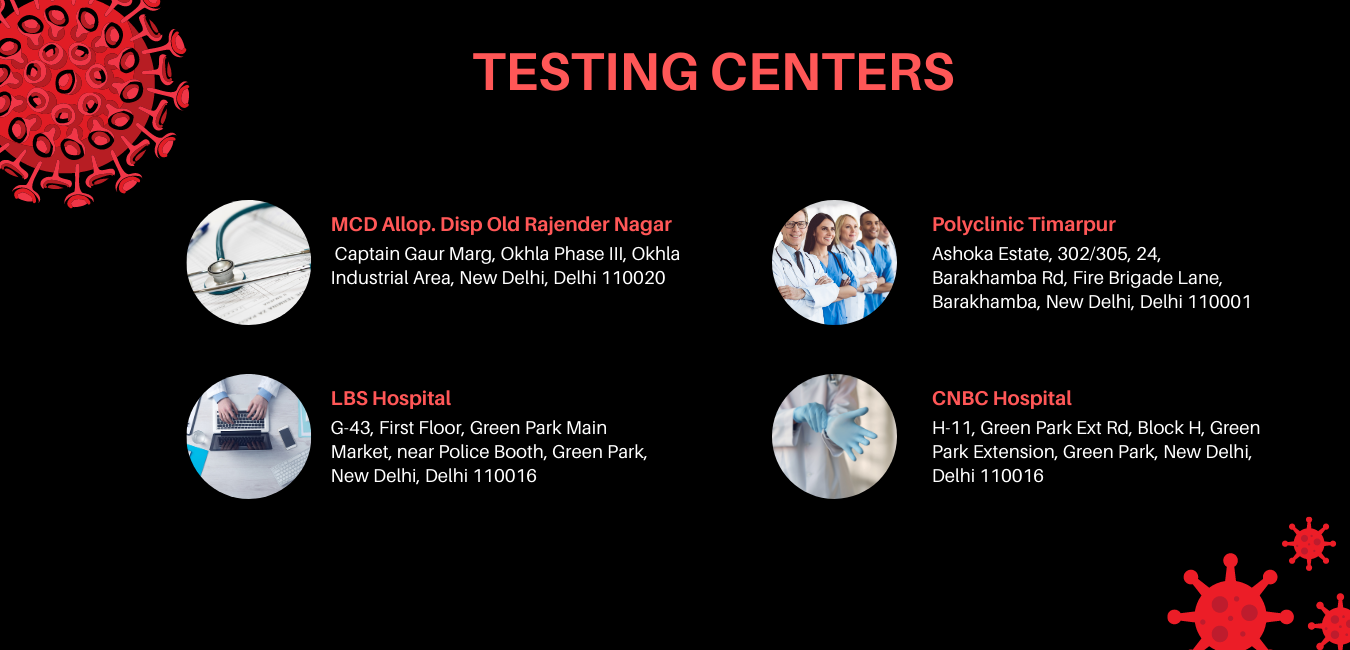 TESTING CENTERS
MCD Allop. Disp Old Rajender Nagar
Captain Gaur Marg, Okhla Phase III, Okhla
Industrial Area, New Delhi, Delhi 110020
Polyclinic Timarpur
Ashoka Estate, 302/305, 24,
Barakhamba Rd, Fire Brigade Lane,
Barakhamba, New Delhi, Delhi 110001
LBS Hospital
G-43, First Floor, Green Park Main
Market, near Police Booth, Green Park,
New Delhi, Delhi 110016
CNBC Hospital
H-11, Green Park Ext Rd, Block H, Green
Park Extension, Green Park, New Delhi,
Delhi 110016